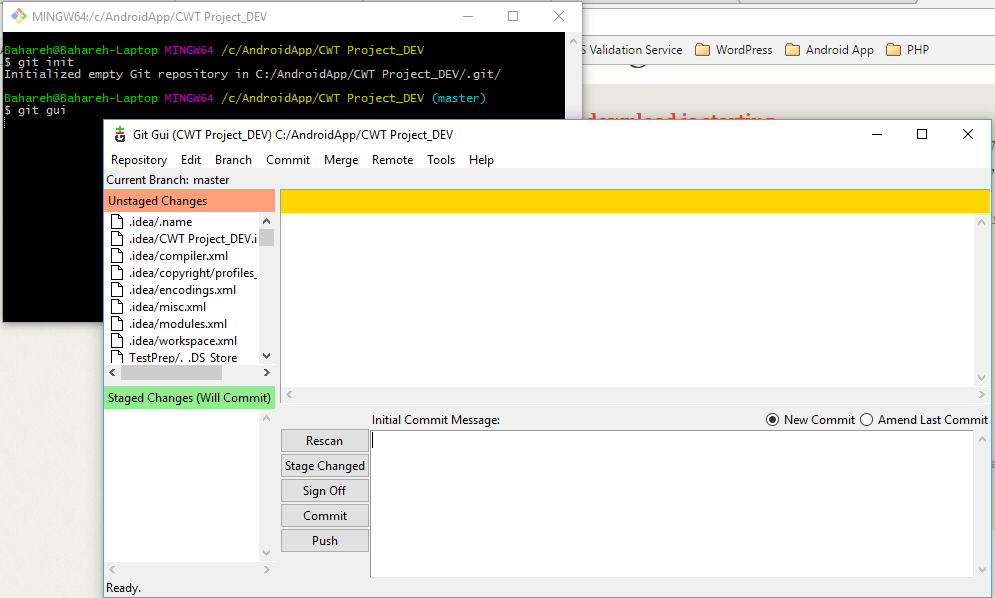 MINGW64:/c/AndroidApp/CWT Project_DEV
Bahareh@Bahareh-Laptop MINGW64 /c/AndroidApp/CWT Project_DEV
$ git init
Initialized empty Git repository in C:/AndroidApp/CWT Project_DEV/.git/
Bahareh@Bahareh-Laptop MINGW64 /c/AndroidApp/CWT Project_DEV (master)
$ git gui
S Validation Service WordPress Android App PHP
download is starting
Git Gui (CWT Project_DEV) C:/AndroidApp/CWT Project_DEV
Repository Edit Branch Commit Merge Remote Tools Help
Current Branch: master
Unstaged Changes
.idea/.name
.idea/CWT Project_DEV.i
.idea/compiler.xml
.idea/copyright/profiles_
.idea/encodings.xml
.idea/misc.xml
.idea/modules.xml
.idea/workspace.xml
TestPrep/._.DS_Store
Staged Changes (Will Commit)
Initial Commit Message:
New Commit Amend Last Commit
Rescan
Stage Changed
Sign Off
Commit
Push
Ready.